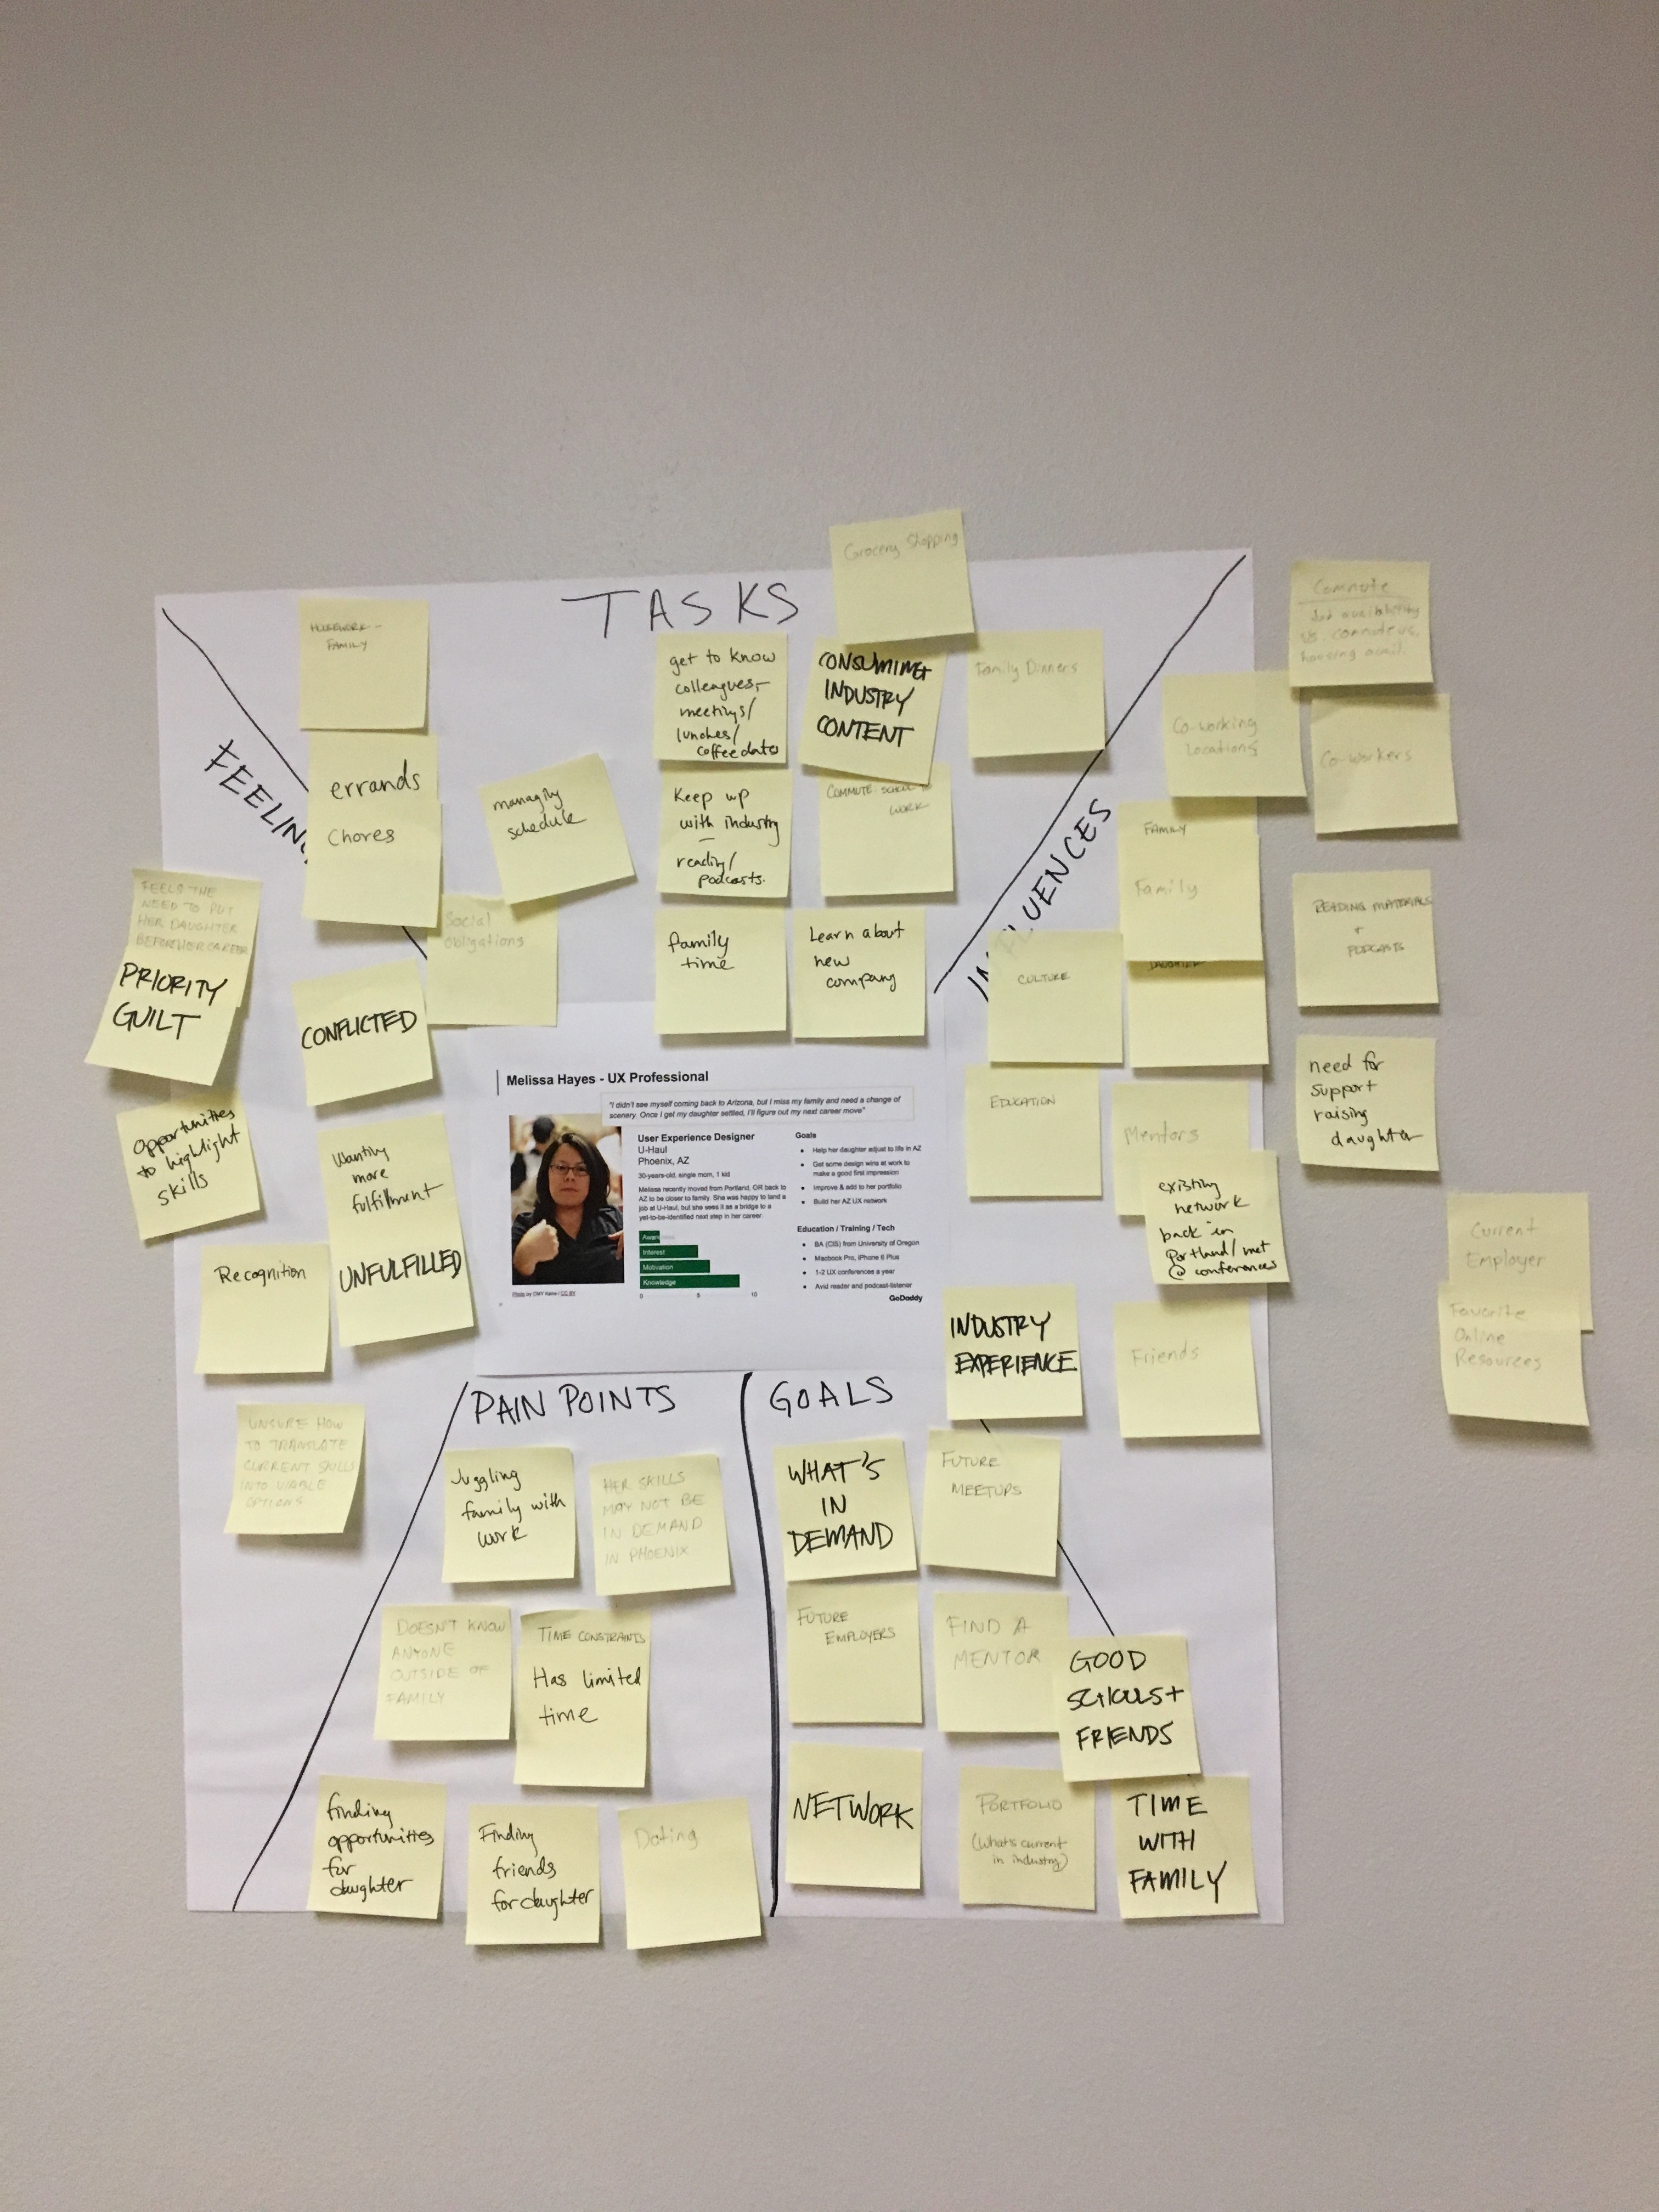 TASKS
Grocery Shopping
HOUSEWORK -
FAMILY
errands
Chores
managing
schedule
Social
obligations
get to know
colleagues -
meetings/
lunches/
coffee dates
CONSUMING
INDUSTRY
CONTENT
Family Dinners
Keep up
with industry
—
reading/
podcasts.
COMMUTE
WORK
family
time
Learn about
new
company
FEELIN
FEELS THE
NEED TO PUT
HER DAUGHTER
BEFORE HER CAREER
PRIORITY
GUILT
CONFLICTED
Opportunities
to highlight
skills
Wanting
more
fulfillment
UNFULFILLED
Recognition
UNSURE HOW
TO TRANSLATE
CURRENT SKILLS
INTO VIABLE
OPTIONS
LUENCES
Commute
Job availability
vs. commute vs.
housing avail.
Co-working
Locations
Co-workers
FAMILY
Family
DAUGHTER
CULTURE
READING MATERIALS
+
PODCASTS
EDUCATION
Mentors
need for
support
raising
daughter
existing
network
back in
Portland/met
@ conferences
Current
Employer
Favorite
Online
Resources
INDUSTRY
EXPERIENCE
Friends
Melissa Hayes - UX Professional
"I didn't see myself coming back to Arizona, but I miss my family and need a change of
scenery. Once I get my daughter settled, I'll figure out my next career move"
User Experience Designer
U-Haul
Phoenix, AZ
30-years-old, single mom, 1 kid
Melissa recently moved from Portland, OR back to
AZ to be closer to family. She was happy to land a
job at U-Haul, but she sees it as a bridge to a
yet-to-be-identified next step in her career.
Interest
Motivation
Knowledge
0 5 10
Goals
• Help her daughter adjust to life in AZ
• Get some design wins at work to
make a good first impression
• Improve & add to her portfolio
• Build her AZ UX network
Education / Training / Tech
• BA (CIS) from University of Oregon
• Macbook Pro, iPhone 6 Plus
• 1-2 UX conferences a year
• Avid reader and podcast-listener
GoDaddy
PAIN POINTS
Juggling
family with
work
HER SKILLS
MAY NOT BE
IN DEMAND
IN PHOENIX
DOESN'T KNOW
ANYONE
OUTSIDE OF
FAMILY
TIME CONSTRAINTS
Has limited
time
finding
opportunities
for
daughter
Finding
friends
for daughter
Dating
GOALS
WHAT'S
IN
DEMAND
FUTURE
MEETUPS
FUTURE
EMPLOYERS
FIND A
MENTOR
GOOD
SCHOOLS +
FRIENDS
NETWORK
PORTFOLIO
(what's current
in industry)
TIME
WITH
FAMILY